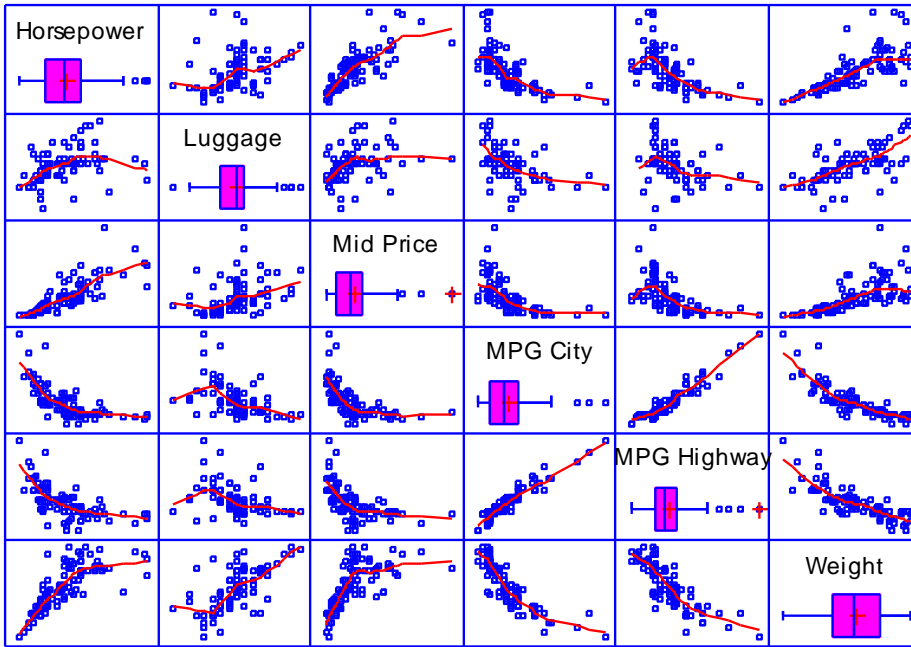 Horsepower
Luggage
Mid Price
MPG City
MPG Highway
Weight